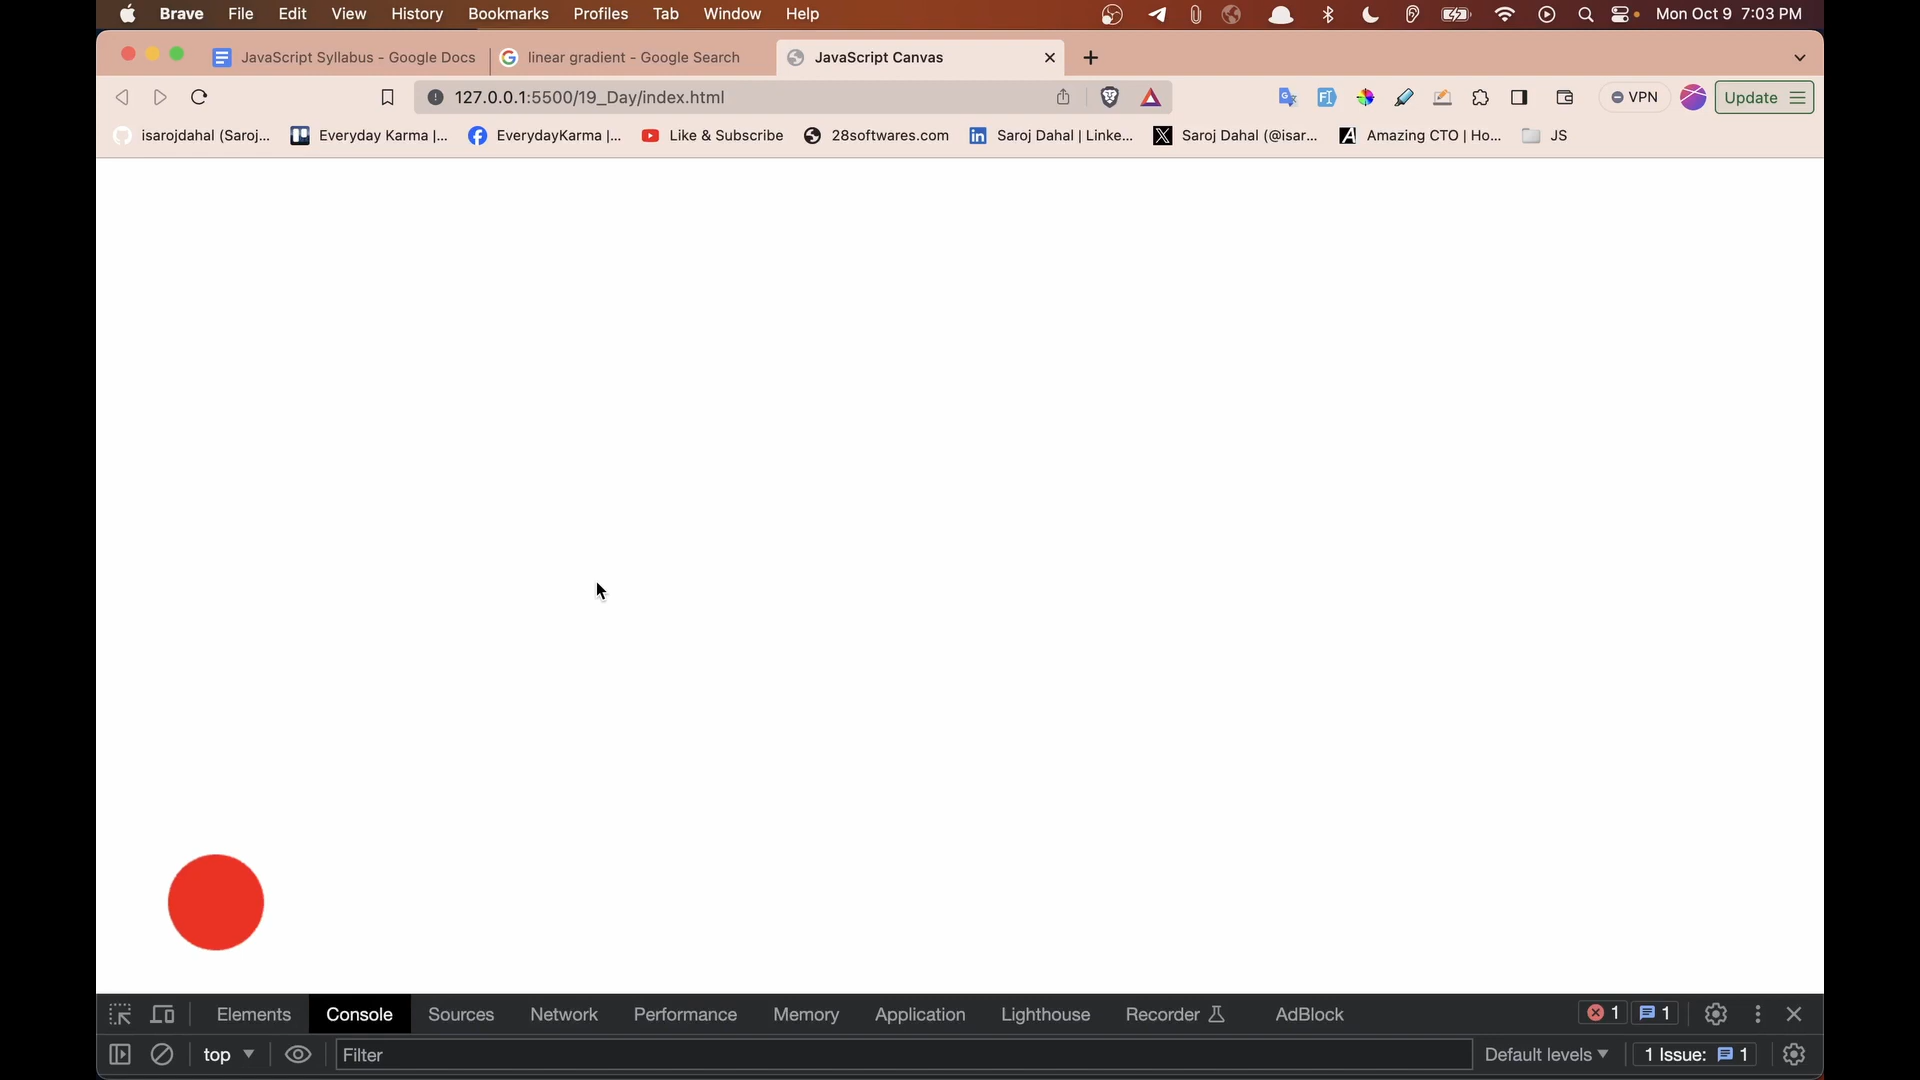 Brave File Edit View History Bookmarks Profiles Tab Window Help Mon Oct 9 7:03 PM
JavaScript Syllabus - Google Docs linear gradient - Google Search JavaScript Canvas
127.0.0.1:5500/19_Day/index.html VPN Update
isarojdahal (Saroj... Everyday Karma |... EverydayKarma |... Like & Subscribe 28softwares.com Saroj Dahal | Linke... Saroj Dahal (@isar... Amazing CTO | Ho... JS
Elements Console Sources Network Performance Memory Application Lighthouse Recorder AdBlock 1 1
top Filter Default levels 1 Issue: 1